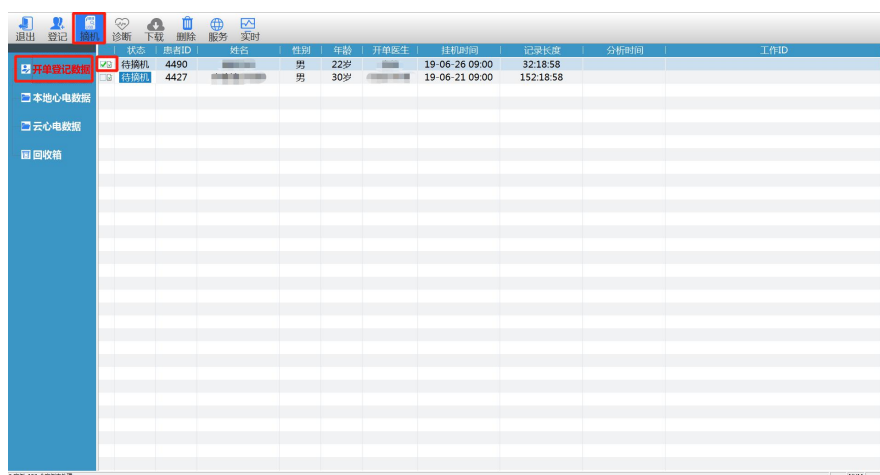 退出 登记 摘机 诊断 下载 删除 服务 实时
状态 患者ID 姓名 性别 年龄 开单医生 挂机时间 记录长度 分析时间 工作ID
开单登记数据
待摘机 4490 男 22岁 19-06-26 09:00 32:18:58
待摘机 4427 男 30岁 19-06-21 09:00 152:18:58
本地心电数据
云心电数据
回收箱